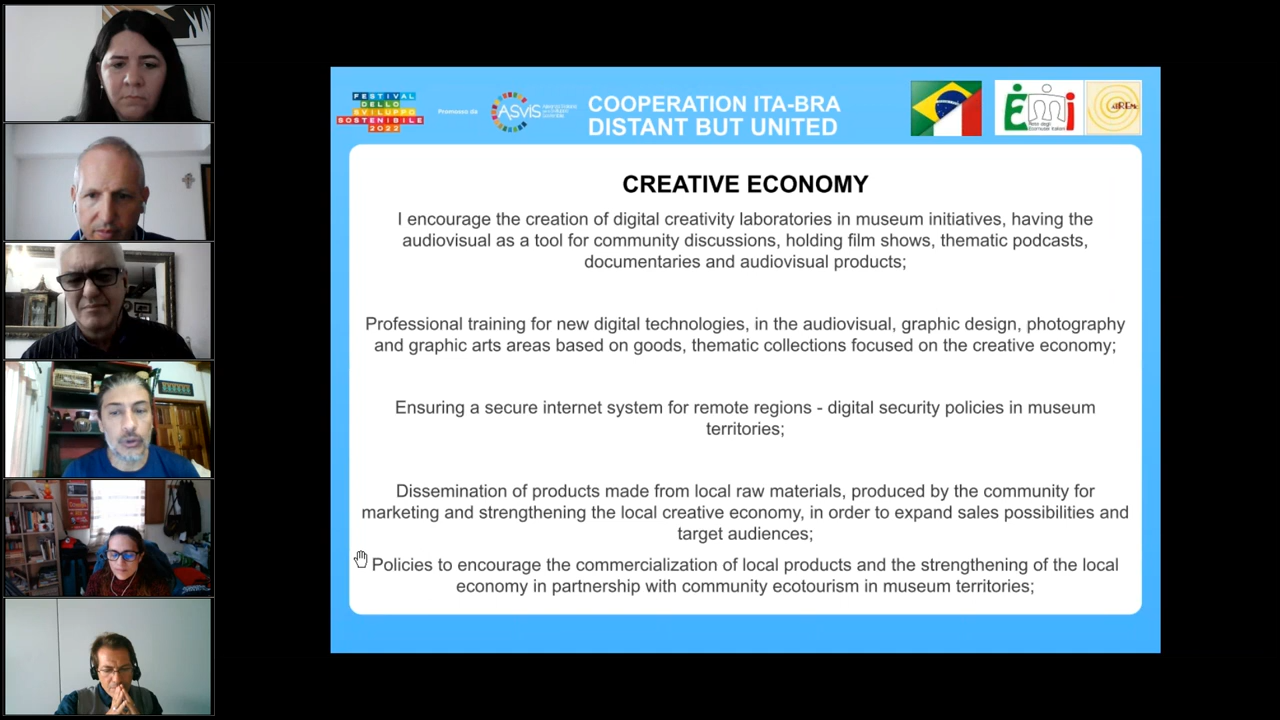 FESTIVAL
DELLO
SVILUPPO
SOSTENIBILE
2022
Promosso da
ASviS
COOPERATION ITA-BRA
DISTANT BUT UNITED
CREATIVE ECONOMY
I encourage the creation of digital creativity laboratories in museum initiatives, having the
audiovisual as a tool for community discussions, holding film shows, thematic podcasts,
documentaries and audiovisual products;
Professional training for new digital technologies, in the audiovisual, graphic design, photography
and graphic arts areas based on goods, thematic collections focused on the creative economy;
Ensuring a secure internet system for remote regions - digital security policies in museum
territories;
Dissemination of products made from local raw materials, produced by the community for
marketing and strengthening the local creative economy, in order to expand sales possibilities and
target audiences;
Policies to encourage the commercialization of local products and the strengthening of the local
economy in partnership with community ecotourism in museum territories;